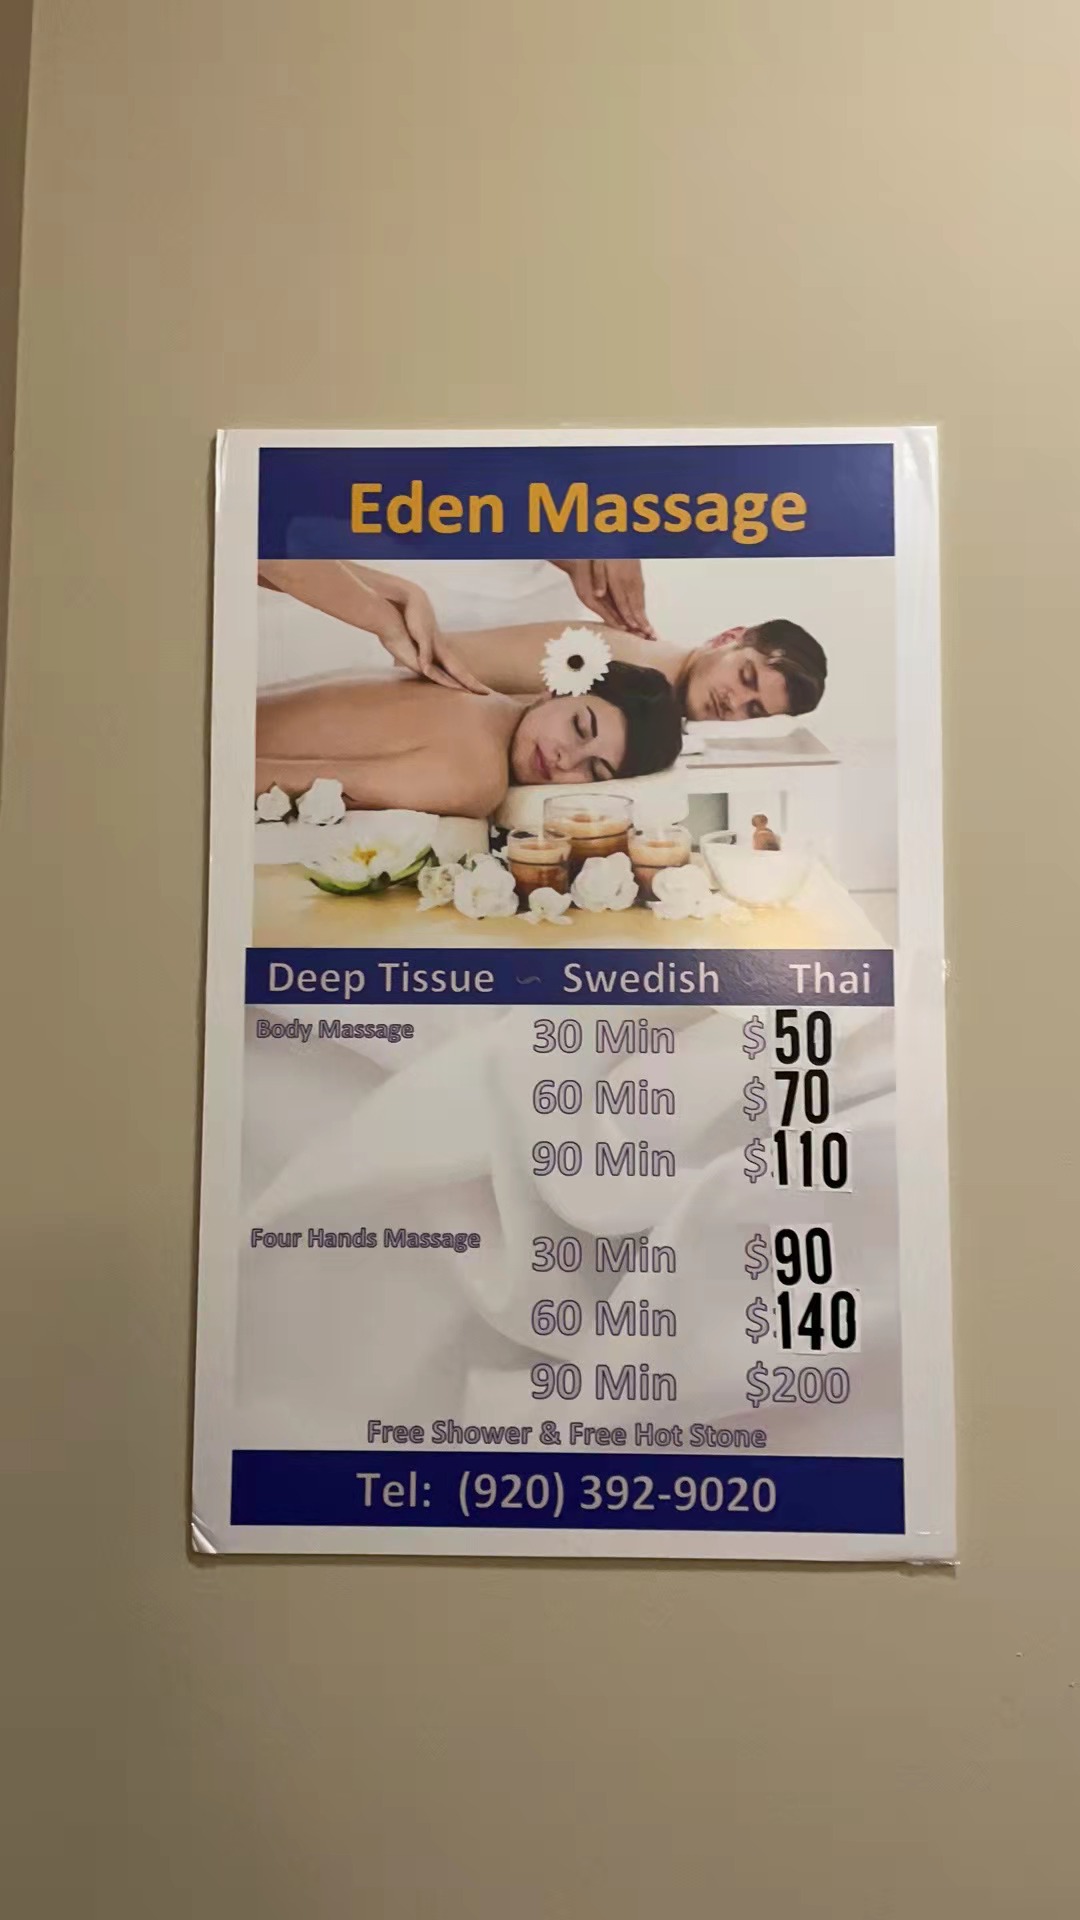 Eden Massage
Deep Tissue ~ Swedish Thai
Body Massage 30 Min $50
60 Min $70
90 Min $110
Four Hands Massage 30 Min $90
60 Min $140
90 Min $200
Free Shower & Free Hot Stone
Tel: (920) 392-9020